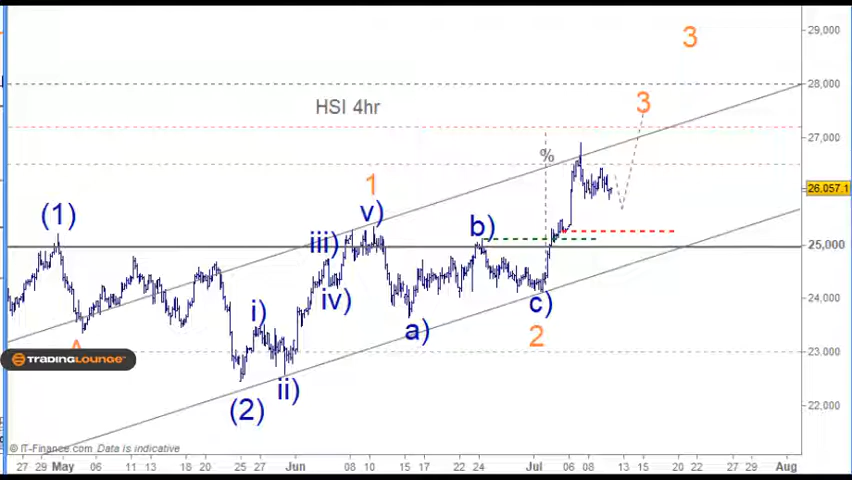 29,000
3
28,000
HSI 4hr
3
27,000
%
1
26,057.1
(1)
v)
b)
iii)
25,000
iv)
c)
24,000
i)
a)
2
TRADINGLOUNGE
23,000
ii)
(2)
22,000
© IT-Finance.com Data is indicative
27 29 May 06 11 13 18 20 25 27 Jun 08 10 15 17 22 24 Jul 06 08 13 15 20 22 27 29 Aug